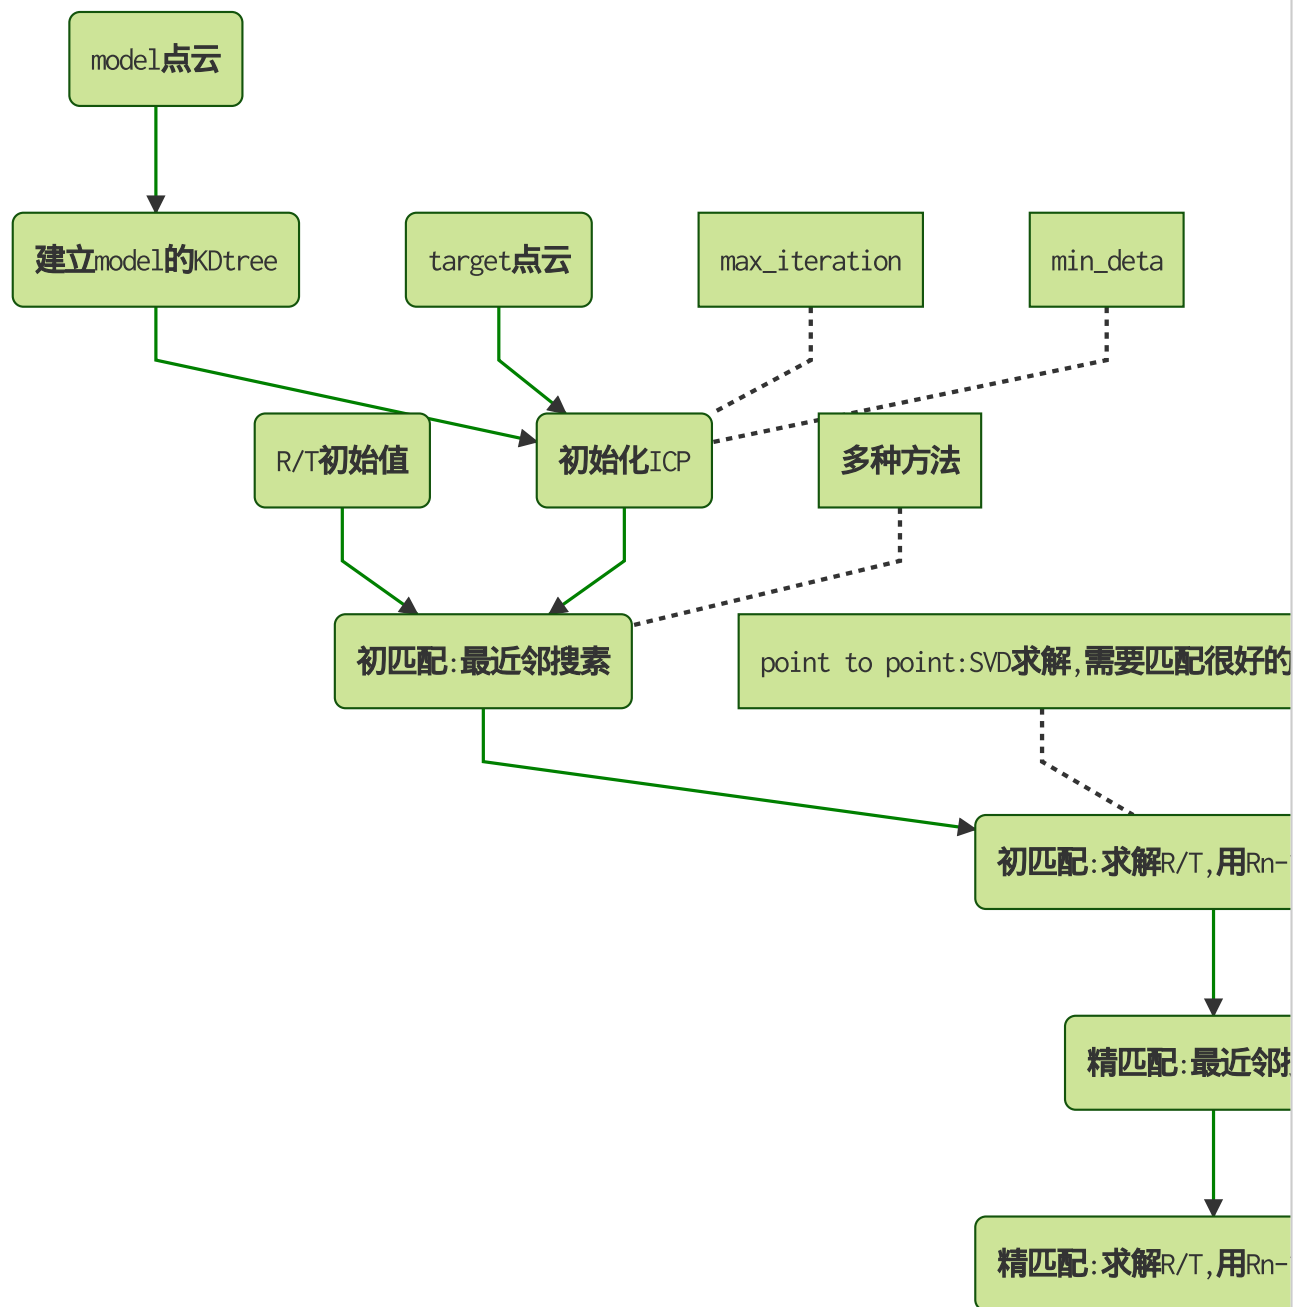 model点云
建立model的KDtree
target点云
max_iteration
min_deta
R/T初始值
初始化ICP
多种方法
初匹配:最近邻搜素
point to point:SVD求解,需要匹配很好的
初匹配:求解R/T,用Rn-
精匹配:最近邻
精匹配:求解R/T,用Rn-